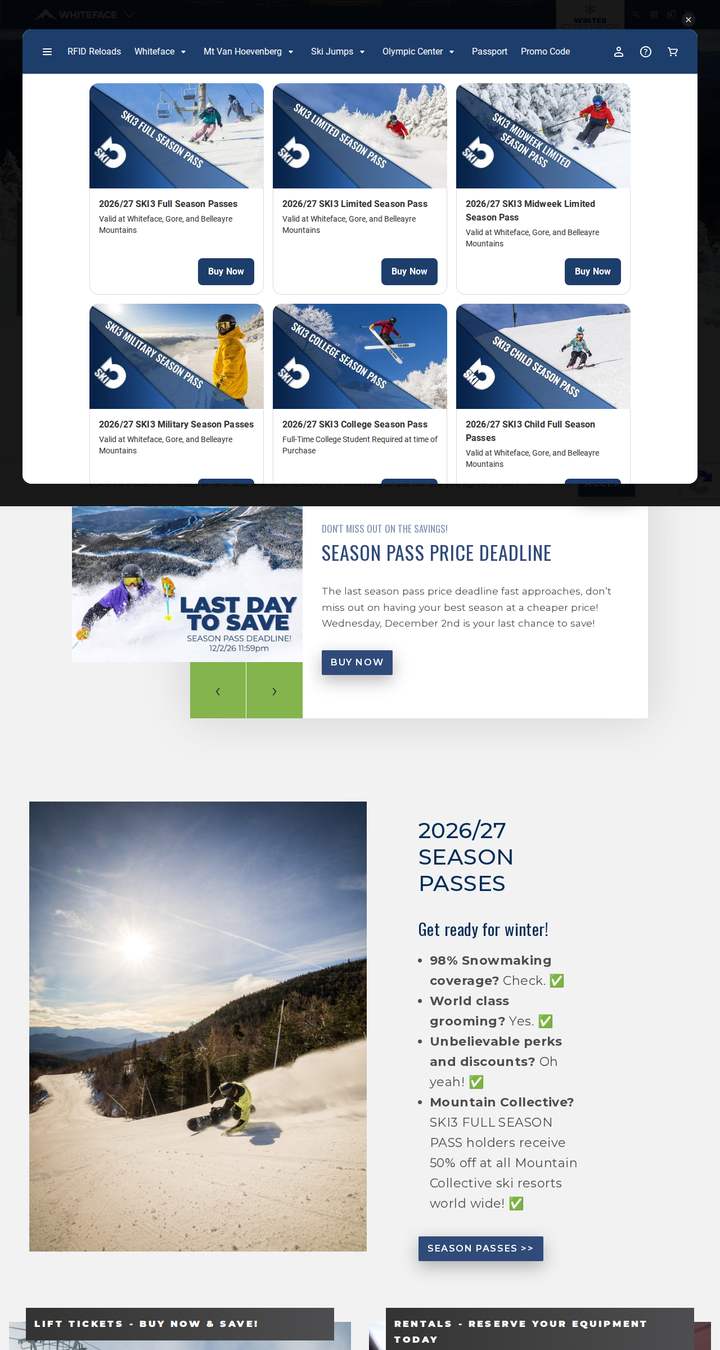 WHITEFACE
WINTER
RFID Reloads Whiteface Mt Van Hoevenberg Ski Jumps Olympic Center Passport Promo Code
SKI3 FULL SEASON PASS
SKI3
SKI3 LIMITED SEASON PASS
SKI3
SKI3 MIDWEEK LIMITED
SEASON PASS
SKI3
2026/27 SKI3 Full Season Passes
Valid at Whiteface, Gore, and Belleayre
Mountains
Buy Now
2026/27 SKI3 Limited Season Pass
Valid at Whiteface, Gore, and Belleayre
Mountains
Buy Now
2026/27 SKI3 Midweek Limited
Season Pass
Valid at Whiteface, Gore, and Belleayre
Mountains
Buy Now
SKI3 MILITARY SEASON PASS
SKI3
SKI3 COLLEGE SEASON PASS
SKI3
SKI3 CHILD SEASON PASS
SKI3
2026/27 SKI3 Military Season Passes
Valid at Whiteface, Gore, and Belleayre
Mountains
2026/27 SKI3 College Season Pass
Full-Time College Student Required at time of
Purchase
2026/27 SKI3 Child Full Season
Passes
Valid at Whiteface, Gore, and Belleayre
Mountains
LAST DAY
TO SAVE
SEASON PASS DEADLINE!
12/2/26 11:59pm
DON'T MISS OUT ON THE SAVINGS!
SEASON PASS PRICE DEADLINE
The last season pass price deadline fast approaches, don’t
miss out on having your best season at a cheaper price!
Wednesday, December 2nd is your last chance to save!
BUY NOW
2026/27
SEASON
PASSES
Get ready for winter!
• 98% Snowmaking
coverage? Check. ✅
• World class
grooming? Yes. ✅
• Unbelievable perks
and discounts? Oh
yeah! ✅
• Mountain Collective?
SKI3 FULL SEASON
PASS holders receive
50% off at all Mountain
Collective ski resorts
world wide! ✅
SEASON PASSES >>
LIFT TICKETS - BUY NOW & SAVE!
RENTALS - RESERVE YOUR EQUIPMENT
TODAY